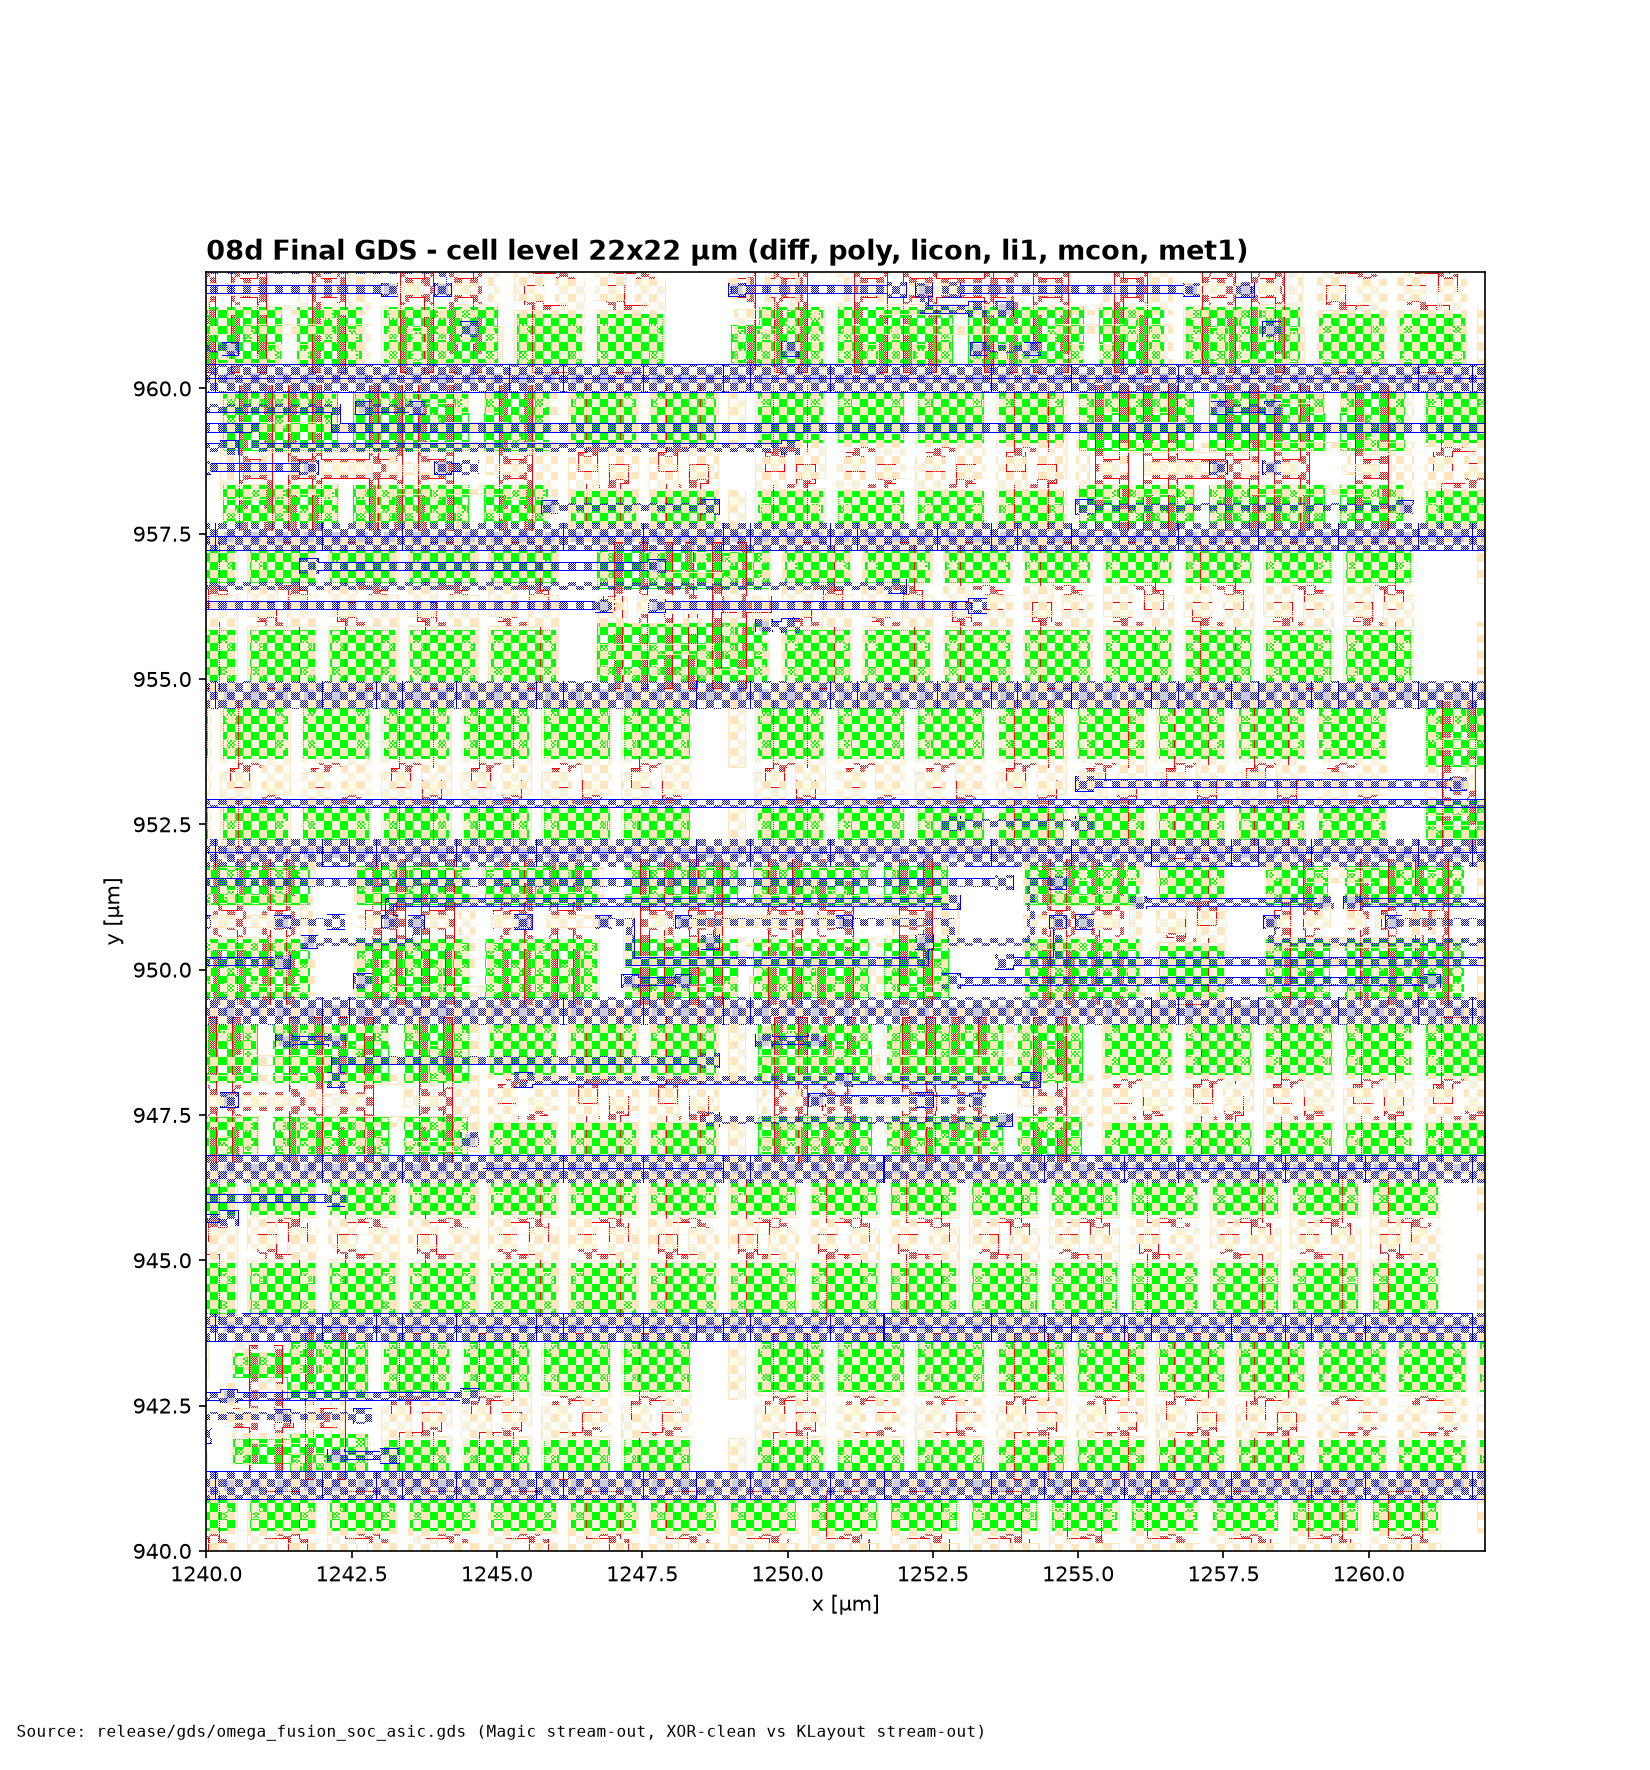 08d Final GDS - cell level 22x22 µm (diff, poly, licon, li1, mcon, met1)
960.0
957.5
955.0
952.5
950.0
947.5
945.0
942.5
940.0
y [µm]
1240.0 1242.5 1245.0 1247.5 1250.0 1252.5 1255.0 1257.5 1260.0
x [µm]
Source: release/gds/omega_fusion_soc_asic.gds (Magic stream-out, XOR-clean vs KLayout stream-out)